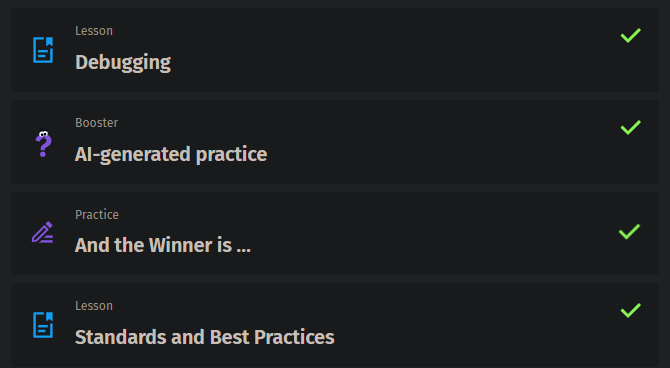 Lesson
Debugging
Booster
AI-generated practice
Practice
And the Winner is ...
Lesson
Standards and Best Practices